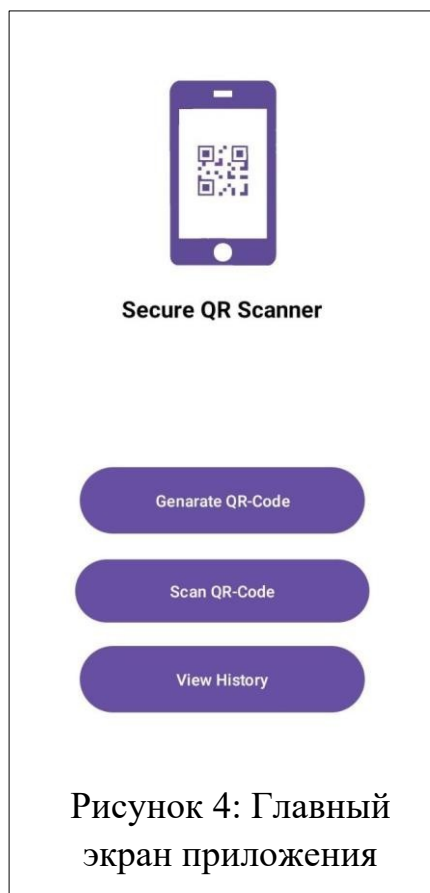 Secure QR Scanner
Genarate QR-Code
Scan QR-Code
View History
Рисунок 4: Главный
экран приложения